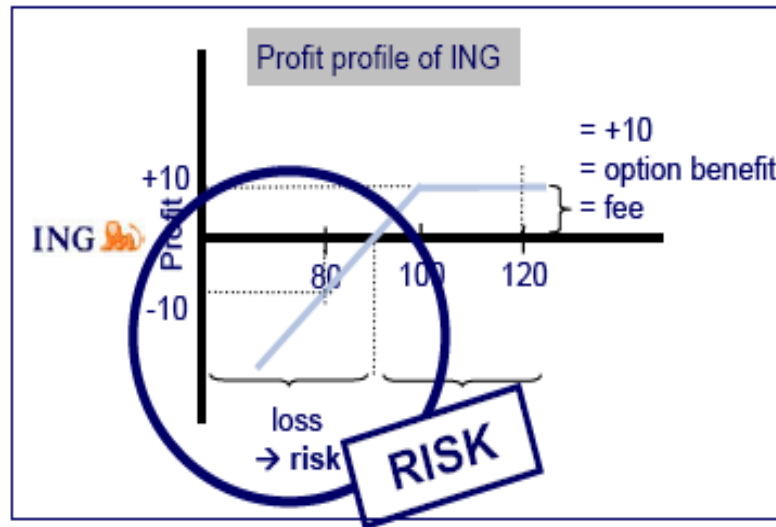 Profit profile of ING
= +10
= option benefit
= fee
+10
Profit
ING
-10
80
100
120
loss
→ risk
RISK